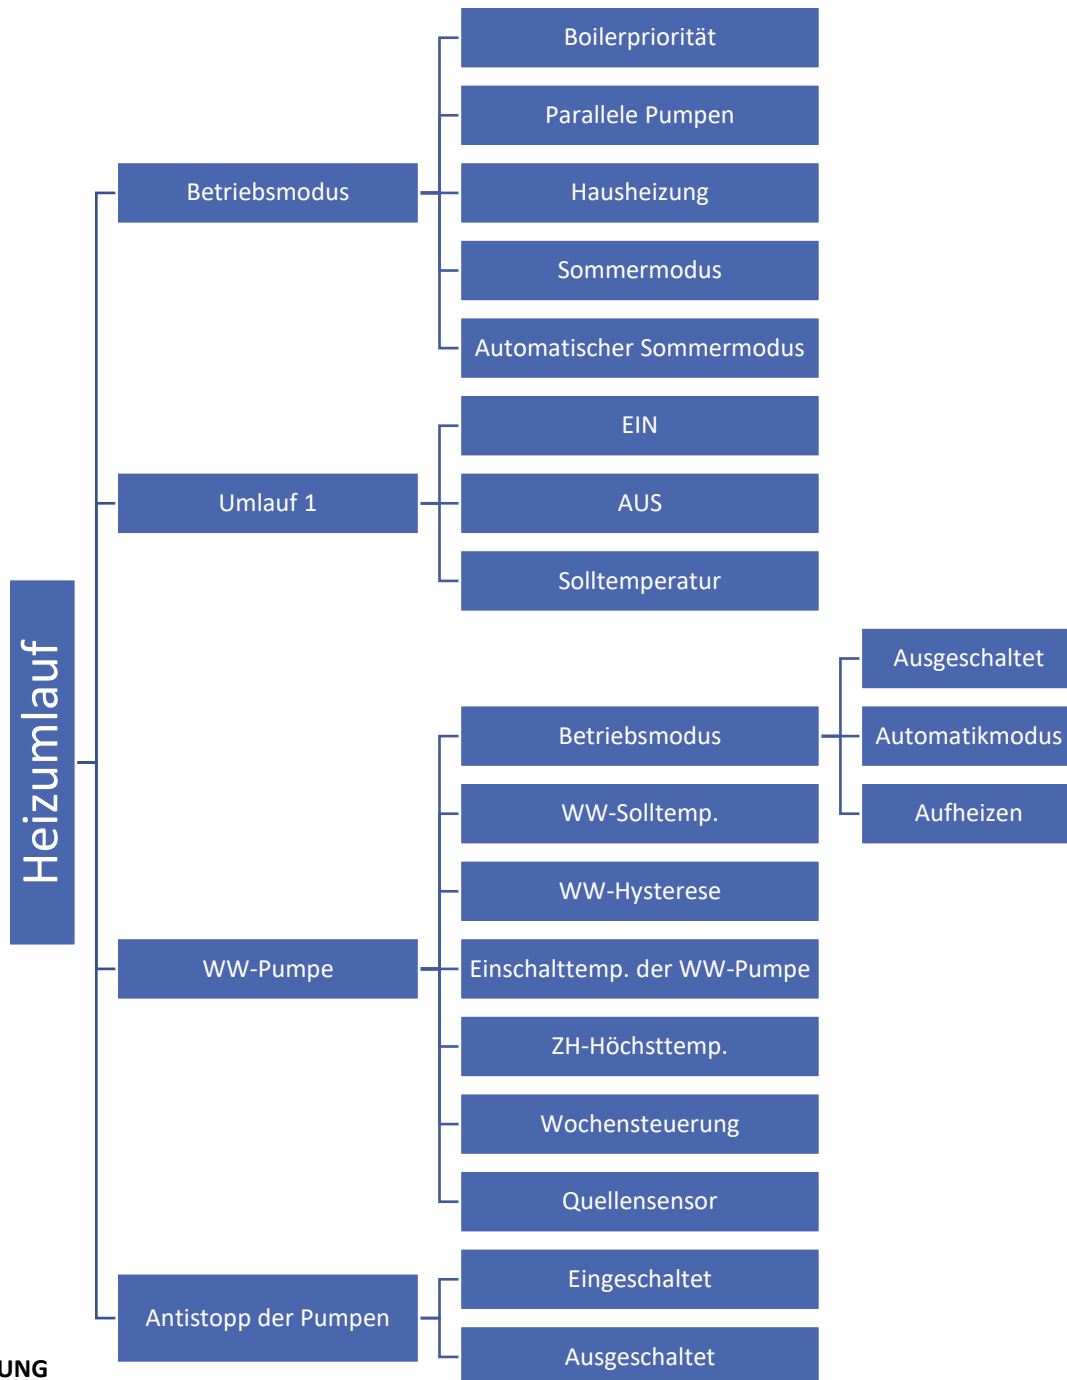 Heizumlauf
Betriebsmodus
Boilerpriorität
Parallele Pumpen
Hausheizung
Sommermodus
Automatischer Sommermodus
Umlauf 1
EIN
AUS
Solltemperatur
WW-Pumpe
Betriebsmodus
Ausgeschaltet
Automatikmodus
Aufheizen
WW-Solltemp.
WW-Hysterese
Einschalttemp. der WW-Pumpe
ZH-Höchsttemp.
Wochensteuerung
Quellensensor
Antistopp der Pumpen
Eingeschaltet
Ausgeschaltet
UNG